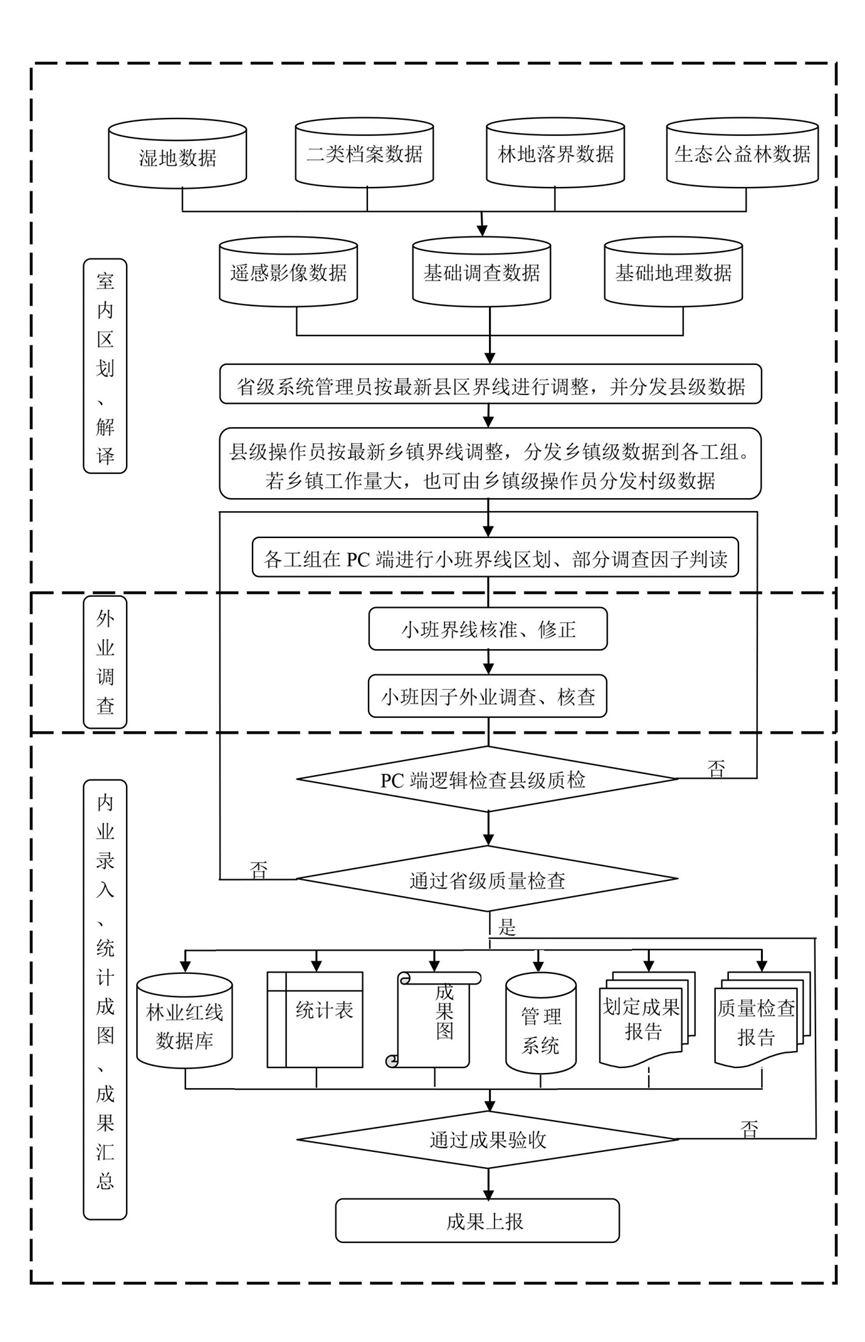 湿地数据
二类档案数据
林地落界数据
生态公益林数据
遥感影像数据
基础调查数据
基础地理数据
室内区划、解译
省级系统管理员按最新县区界线进行调整，并分发县级数据
县级操作员按最新乡镇界线调整，分发乡镇级数据到各工组。
若乡镇工作量大，也可由乡镇级操作员分发村级数据
各工组在 PC 端进行小班界线区划、部分调查因子判读
外业调查
小班界线核准、修正
小班因子外业调查、核查
PC 端逻辑检查县级质检
否
内业录入、统计成图、成果汇总
通过省级质量检查
否
是
林业红线
数据库
统计表
成果图
管理
系统
划定成果
报告
质量检查
报告
通过成果验收
否
成果上报